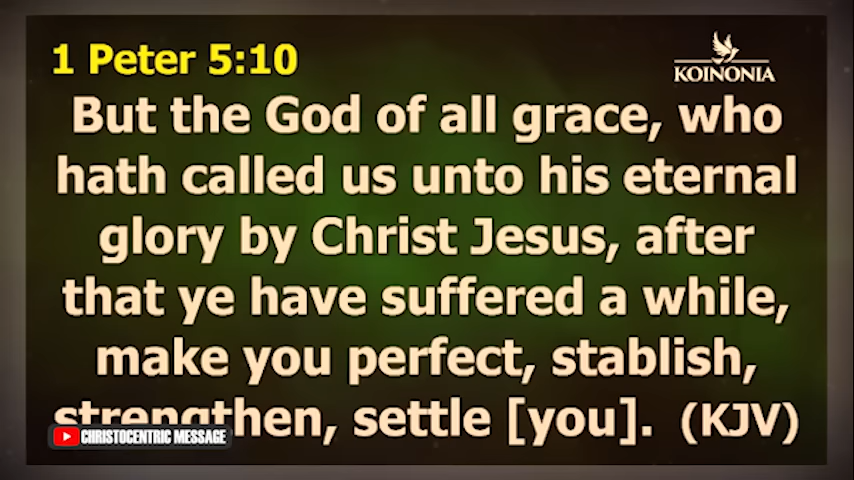 1 Peter 5:10
KOINONIA
But the God of all grace, who
hath called us unto his eternal
glory by Christ Jesus, after
that ye have suffered a while,
make you perfect, stablish,
strengthen, settle [you]. (KJV)
CHRISTOCENTRIC MESSAGE